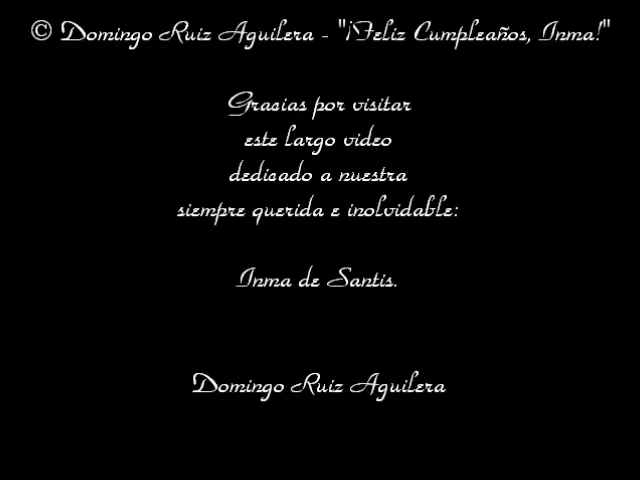 © Domingo Ruiz Aguilera - "¡Feliz Cumpleaños, Inma!"
Gracias por visitar
este largo video
dedicado a nuestra
siempre querida e inolvidable:
Inma de Santis.
Domingo Ruiz Aguilera